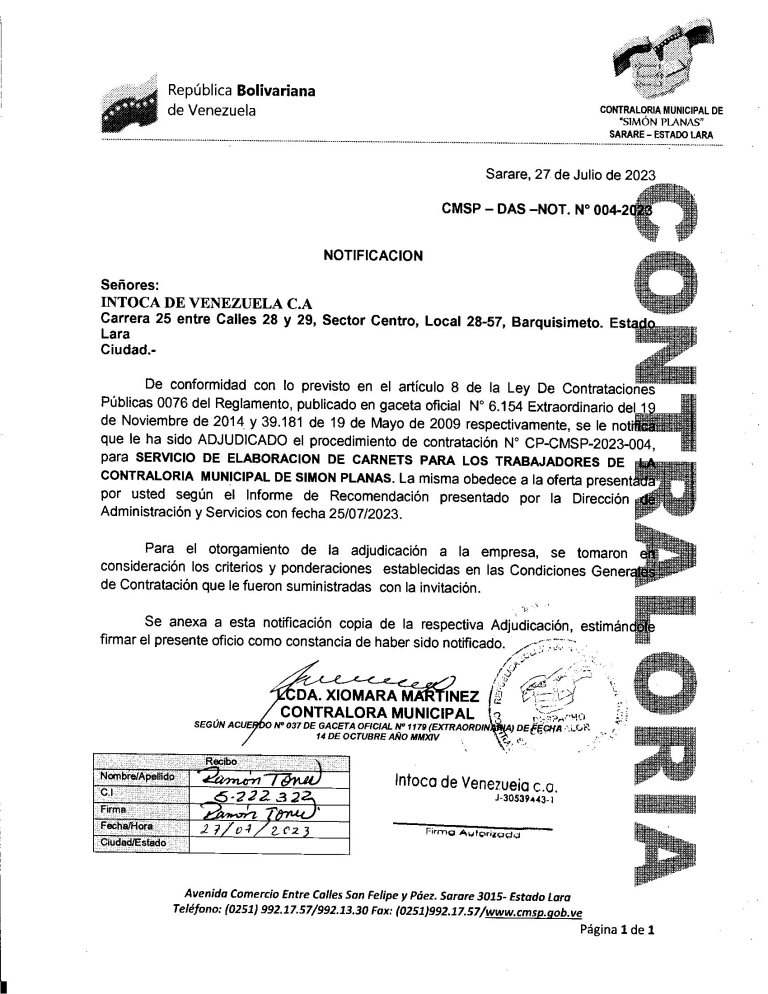 República Bolivariana
de Venezuela
CONTRALORIA MUNICIPAL DE
"SIMÓN PLANAS"
SARARE – ESTADO LARA
Sarare, 27 de Julio de 2023
CMSP – DAS –NOT. N° 004-2023
NOTIFICACION
Señores:
INTOCA DE VENEZUELA C.A
Carrera 25 entre Calles 28 y 29, Sector Centro, Local 28-57, Barquisimeto. Estado
Lara
Ciudad.-
De conformidad con lo previsto en el artículo 8 de la Ley De Contrataciones
Públicas 0076 del Reglamento, publicado en gaceta oficial N° 6.154 Extraordinario del 19
de Noviembre de 2014 y 39.181 de 19 de Mayo de 2009 respectivamente, se le notifica
que le ha sido ADJUDICADO el procedimiento de contratación N° CP-CMSP-2023-004,
para SERVICIO DE ELABORACION DE CARNETS PARA LOS TRABAJADORES DE LA
CONTRALORIA MUNICIPAL DE SIMON PLANAS. La misma obedece a la oferta presentada
por usted según el Informe de Recomendación presentado por la Dirección de
Administración y Servicios con fecha 25/07/2023.
Para el otorgamiento de la adjudicación a la empresa, se tomaron en
consideración los criterios y ponderaciones establecidas en las Condiciones Generales
de Contratación que le fueron suministradas con la invitación.
Se anexa a esta notificación copia de la respectiva Adjudicación, estimándole
firmar el presente oficio como constancia de haber sido notificado.
LCDA. XIOMARA MARTINEZ
CONTRALORA MUNICIPAL
SEGÚN ACUERDO N° 037 DE GACETA OFICIAL N° 1179 (EXTRAORDINARIA) DE FECHA
14 DE OCTUBRE AÑO MMXIV
DESPACHO
Recibo
Nombre/Apellido Ramón
C.I 5.222.322
Firma Ramón
Fecha/Hora 27/07/2023
Ciudad/Estado
Intoca de Venezuela c.a.
J-30539443-1
Firma Autorizada
CONTRALORIA
Avenida Comercio Entre Calles San Felipe y Páez. Sarare 3015- Estado Lara
Teléfono: (0251) 992.17.57/992.13.30 Fax: (0251)992.17.57/www.cmsp.gob.ve
Página 1 de 1